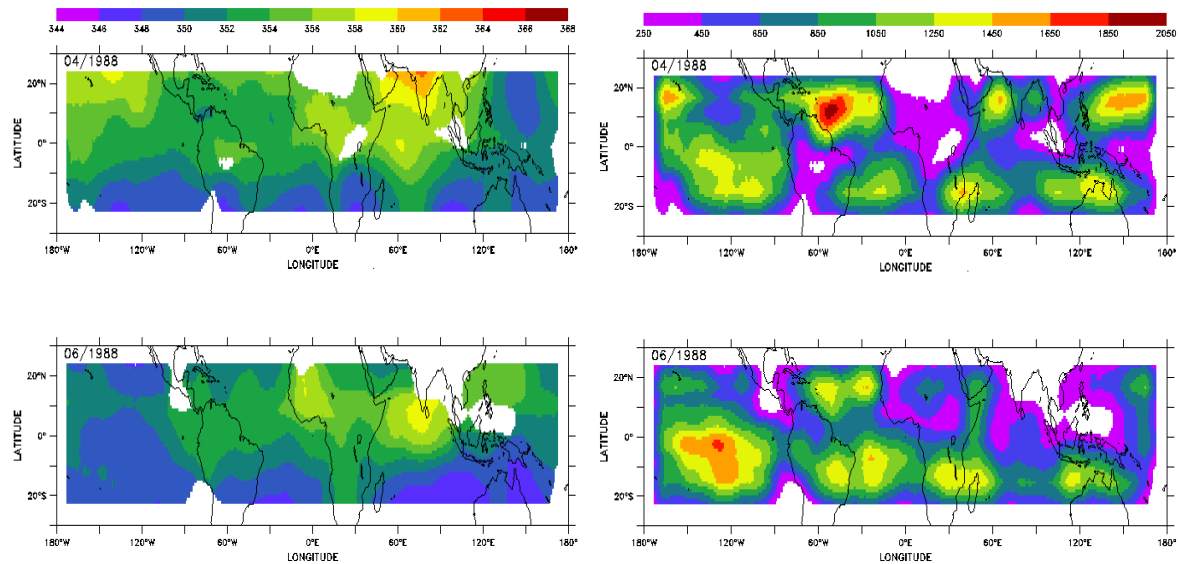 344 346 348 350 352 354 356 358 360 362 364 366 368
04/1988
20°N
0°
20°S
LATITUDE
180°W 120°W 60°W 0°E 60°E 120°E 180°
LONGITUDE
250 450 650 850 1050 1250 1450 1650 1850 2050
04/1988
20°N
0°
20°S
LATITUDE
180°W 120°W 60°W 0°E 60°E 120°E 180°
LONGITUDE
06/1988
20°N
0°
20°S
LATITUDE
180°W 120°W 60°W 0°E 60°E 120°E 180°
LONGITUDE
06/1988
20°N
0°
20°S
LATITUDE
180°W 120°W 60°W 0°E 60°E 120°E 180°
LONGITUDE